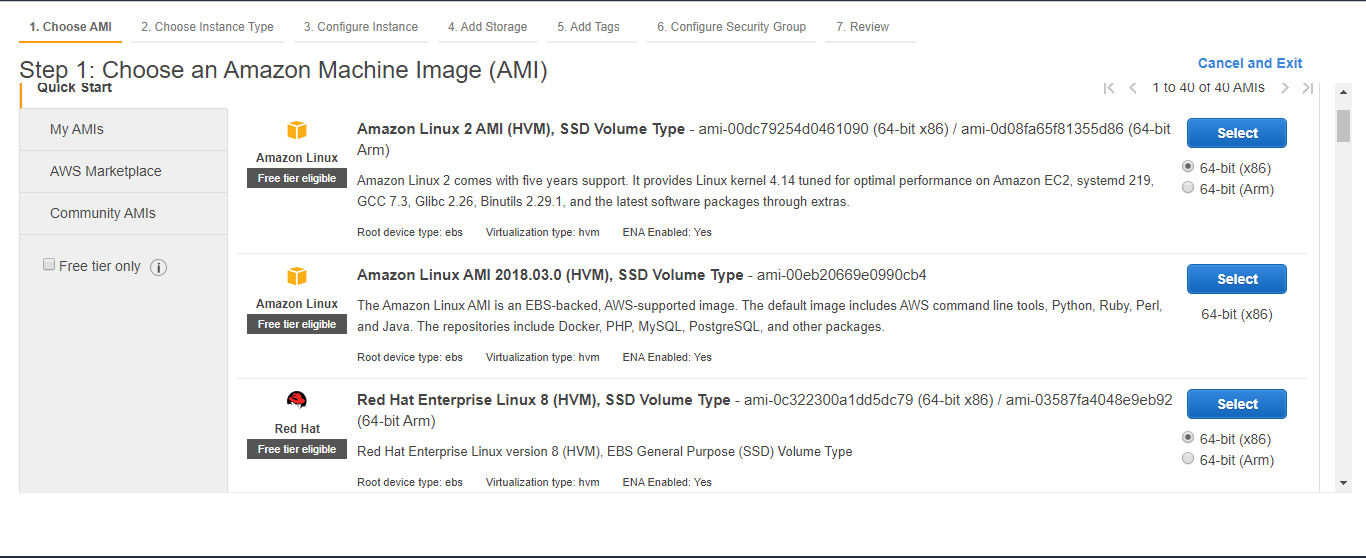 1. Choose AMI 2. Choose Instance Type 3. Configure Instance 4. Add Storage 5. Add Tags 6. Configure Security Group 7. Review
Step 1: Choose an Amazon Machine Image (AMI)
Cancel and Exit
Quick Start
1 to 40 of 40 AMIs
My AMIs
AWS Marketplace
Community AMIs
Free tier only
Amazon Linux
Free tier eligible
Amazon Linux 2 AMI (HVM), SSD Volume Type - ami-00dc79254d0461090 (64-bit x86) / ami-0d08fa65f81355d86 (64-bit
Arm)
Amazon Linux 2 comes with five years support. It provides Linux kernel 4.14 tuned for optimal performance on Amazon EC2, systemd 219,
GCC 7.3, Glibc 2.26, Binutils 2.29.1, and the latest software packages through extras.
Root device type: ebs Virtualization type: hvm ENA Enabled: Yes
Select
64-bit (x86)
64-bit (Arm)
Amazon Linux
Free tier eligible
Amazon Linux AMI 2018.03.0 (HVM), SSD Volume Type - ami-00eb20669e0990cb4
The Amazon Linux AMI is an EBS-backed, AWS-supported image. The default image includes AWS command line tools, Python, Ruby, Perl,
and Java. The repositories include Docker, PHP, MySQL, PostgreSQL, and other packages.
Root device type: ebs Virtualization type: hvm ENA Enabled: Yes
Select
64-bit (x86)
Red Hat
Free tier eligible
Red Hat Enterprise Linux 8 (HVM), SSD Volume Type - ami-0c322300a1dd5dc79 (64-bit x86) / ami-03587fa4048e9eb92
(64-bit Arm)
Red Hat Enterprise Linux version 8 (HVM), EBS General Purpose (SSD) Volume Type
Root device type: ebs Virtualization type: hvm ENA Enabled: Yes
Select
64-bit (x86)
64-bit (Arm)